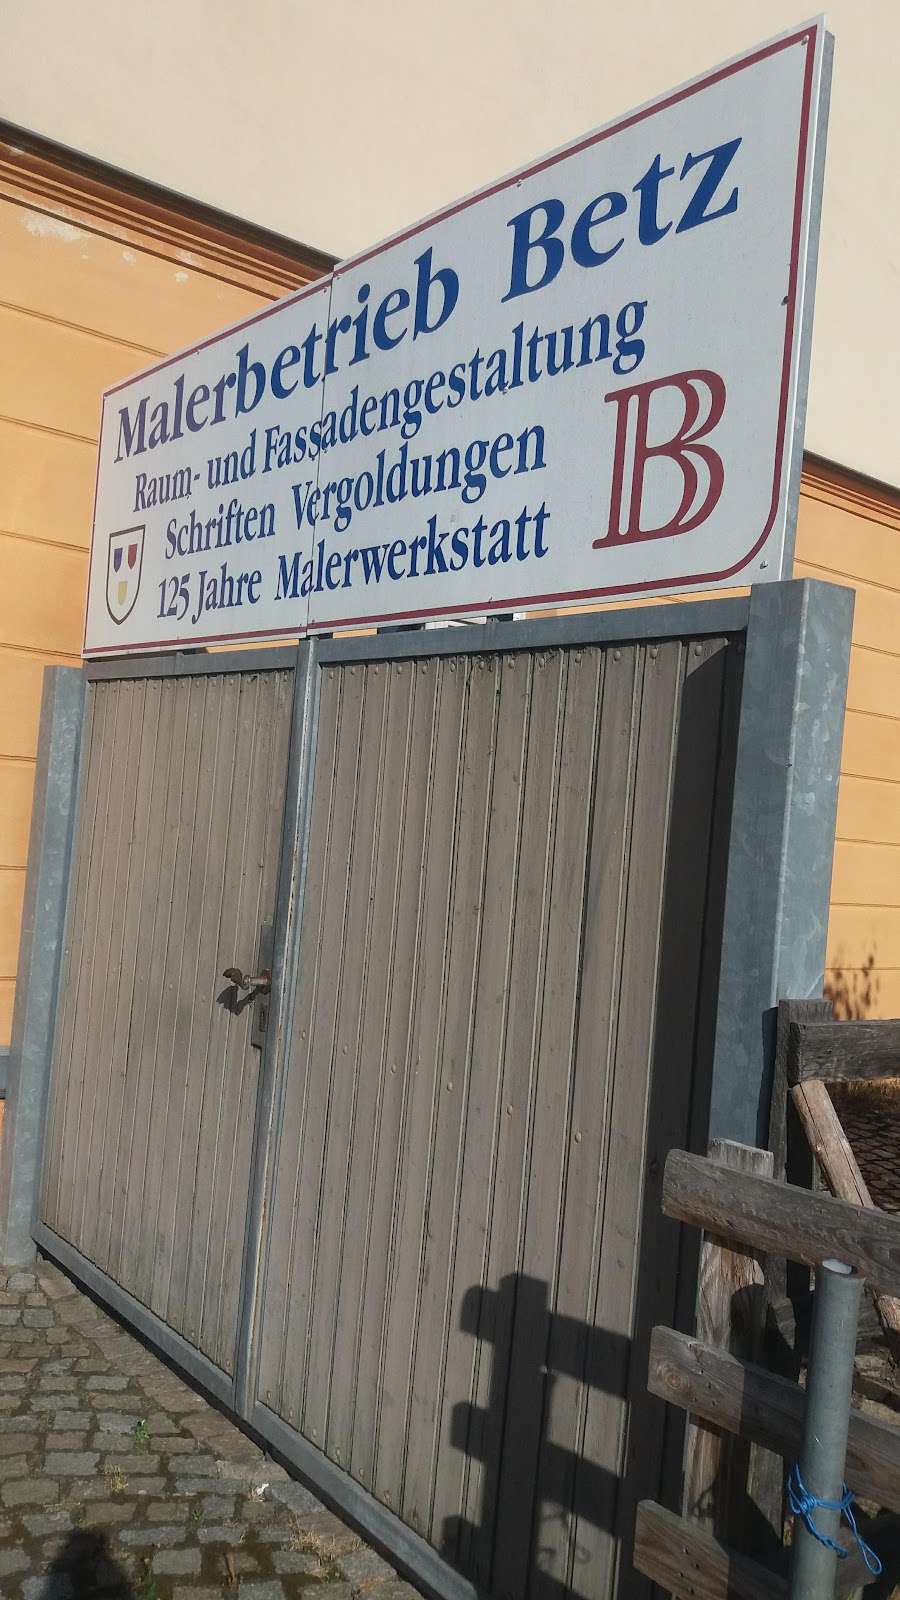 Malerbetrieb Betz
Raum- und Fassadengestaltung
Schriften Vergoldungen
125 Jahre Malerwerkstatt
B